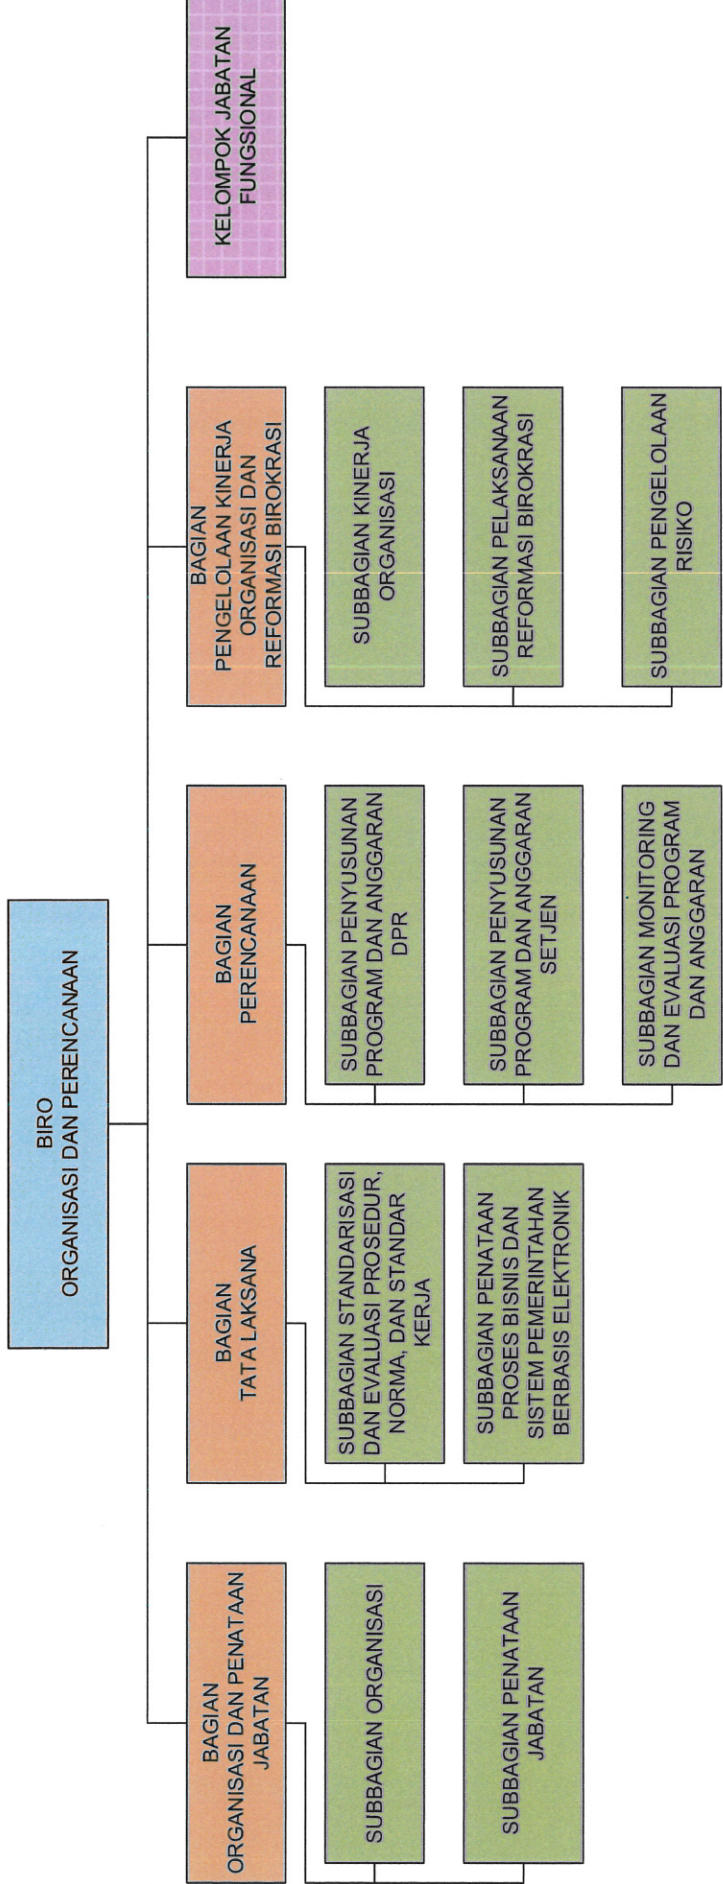 BIRO
ORGANISASI DAN PERENCANAAN
BAGIAN
ORGANISASI DAN PENATAAN
JABATAN
SUBBAGIAN ORGANISASI
SUBBAGIAN PENATAAN
JABATAN
BAGIAN
TATA LAKSANA
SUBBAGIAN STANDARISASI
DAN EVALUASI PROSEDUR,
NORMA, DAN STANDAR
KERJA
SUBBAGIAN PENATAAN
PROSES BISNIS DAN
SISTEM PEMERINTAHAN
BERBASIS ELEKTRONIK
BAGIAN
PERENCANAAN
SUBBAGIAN PENYUSUNAN
PROGRAM DAN ANGGARAN
DPR
SUBBAGIAN PENYUSUNAN
PROGRAM DAN ANGGARAN
SETJEN
SUBBAGIAN MONITORING
DAN EVALUASI PROGRAM
DAN ANGGARAN
BAGIAN
PENGELOLAAN KINERJA
ORGANISASI DAN
REFORMASI BIROKRASI
SUBBAGIAN KINERJA
ORGANISASI
SUBBAGIAN PELAKSANAAN
REFORMASI BIROKRASI
SUBBAGIAN PENGELOLAAN
RISIKO
KELOMPOK JABATAN
FUNGSIONAL